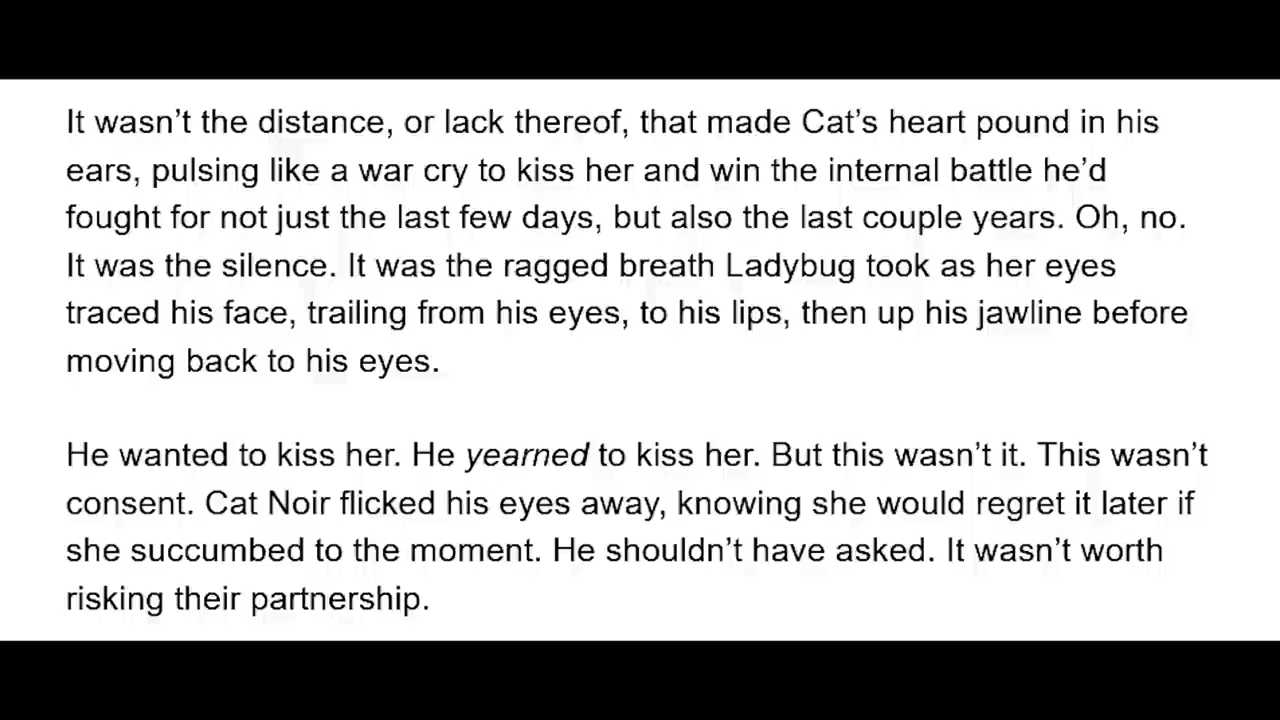 It wasn’t the distance, or lack thereof, that made Cat’s heart pound in his
ears, pulsing like a war cry to kiss her and win the internal battle he’d
fought for not just the last few days, but also the last couple years. Oh, no.
It was the silence. It was the ragged breath Ladybug took as her eyes
traced his face, trailing from his eyes, to his lips, then up his jawline before
moving back to his eyes.
He wanted to kiss her. He yearned to kiss her. But this wasn’t it. This wasn’t
consent. Cat Noir flicked his eyes away, knowing she would regret it later if
she succumbed to the moment. He shouldn’t have asked. It wasn’t worth
risking their partnership.